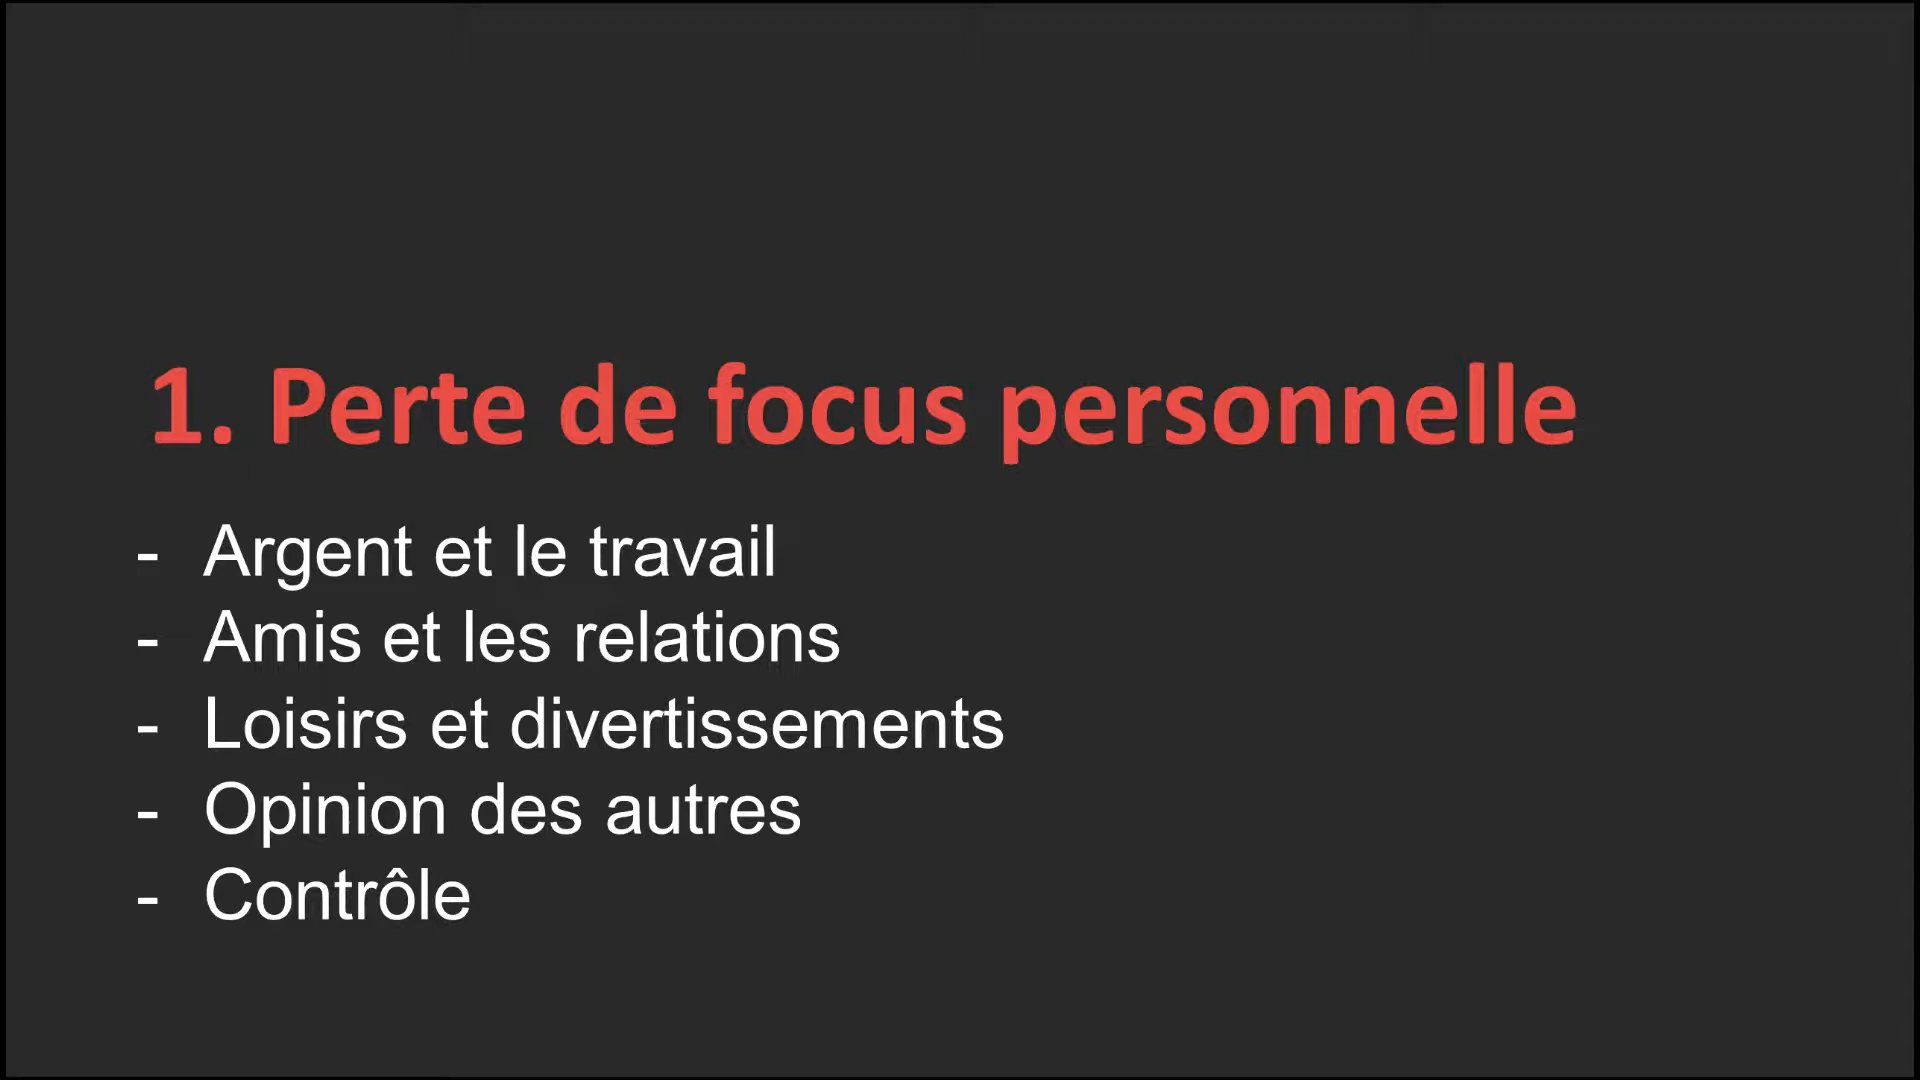 1. Perte de focus personnelle
- Argent et le travail
- Amis et les relations
- Loisirs et divertissements
- Opinion des autres
- Contrôle